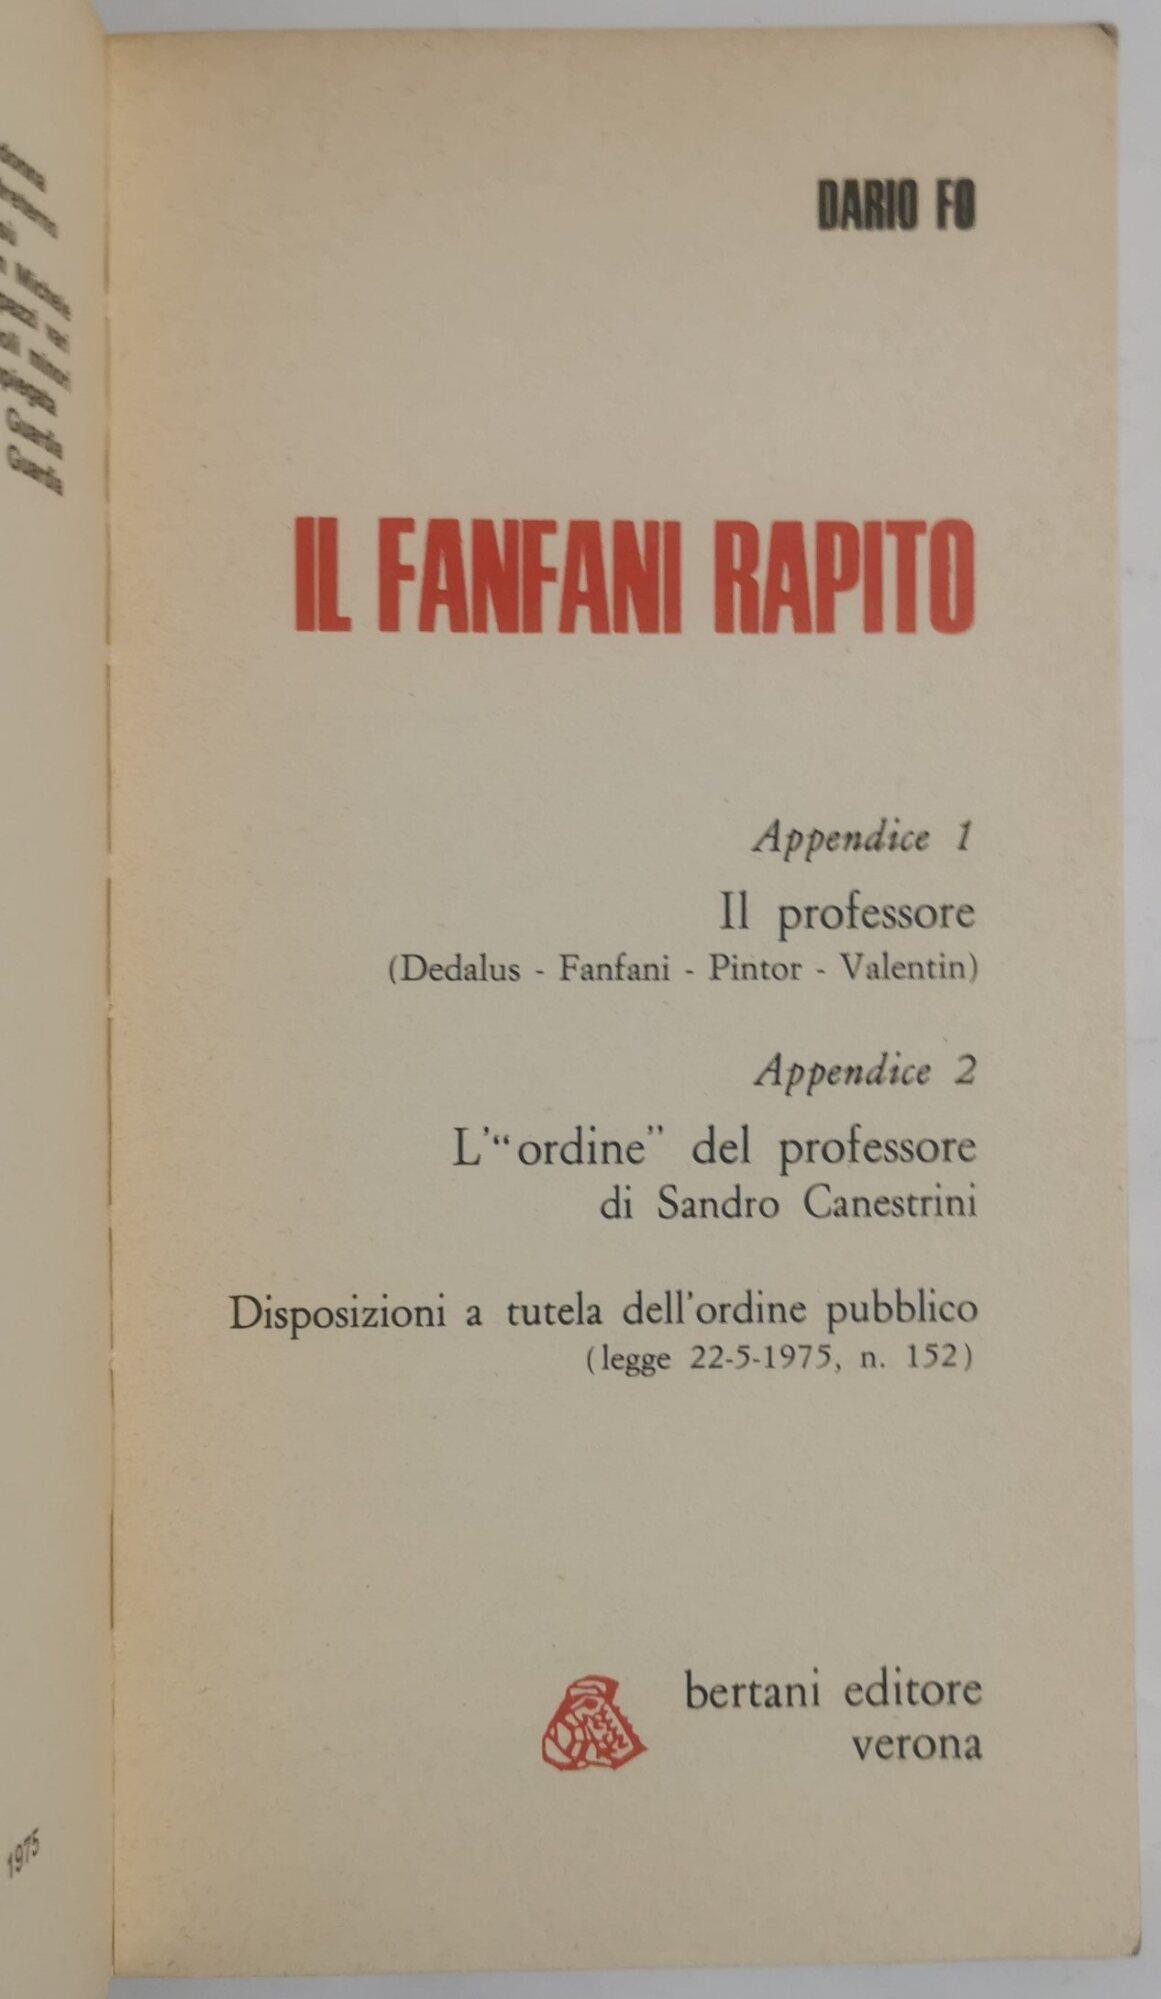 Michele
1975
DARIO FO
IL FANFANI RAPITO
Appendice 1
Il professore
(Dedalus - Fanfani - Pintor - Valentin)
Appendice 2
L'“ordine” del professore
di Sandro Canestrini
Disposizioni a tutela dell'ordine pubblico
(legge 22-5-1975, n. 152)
bertani editore
verona